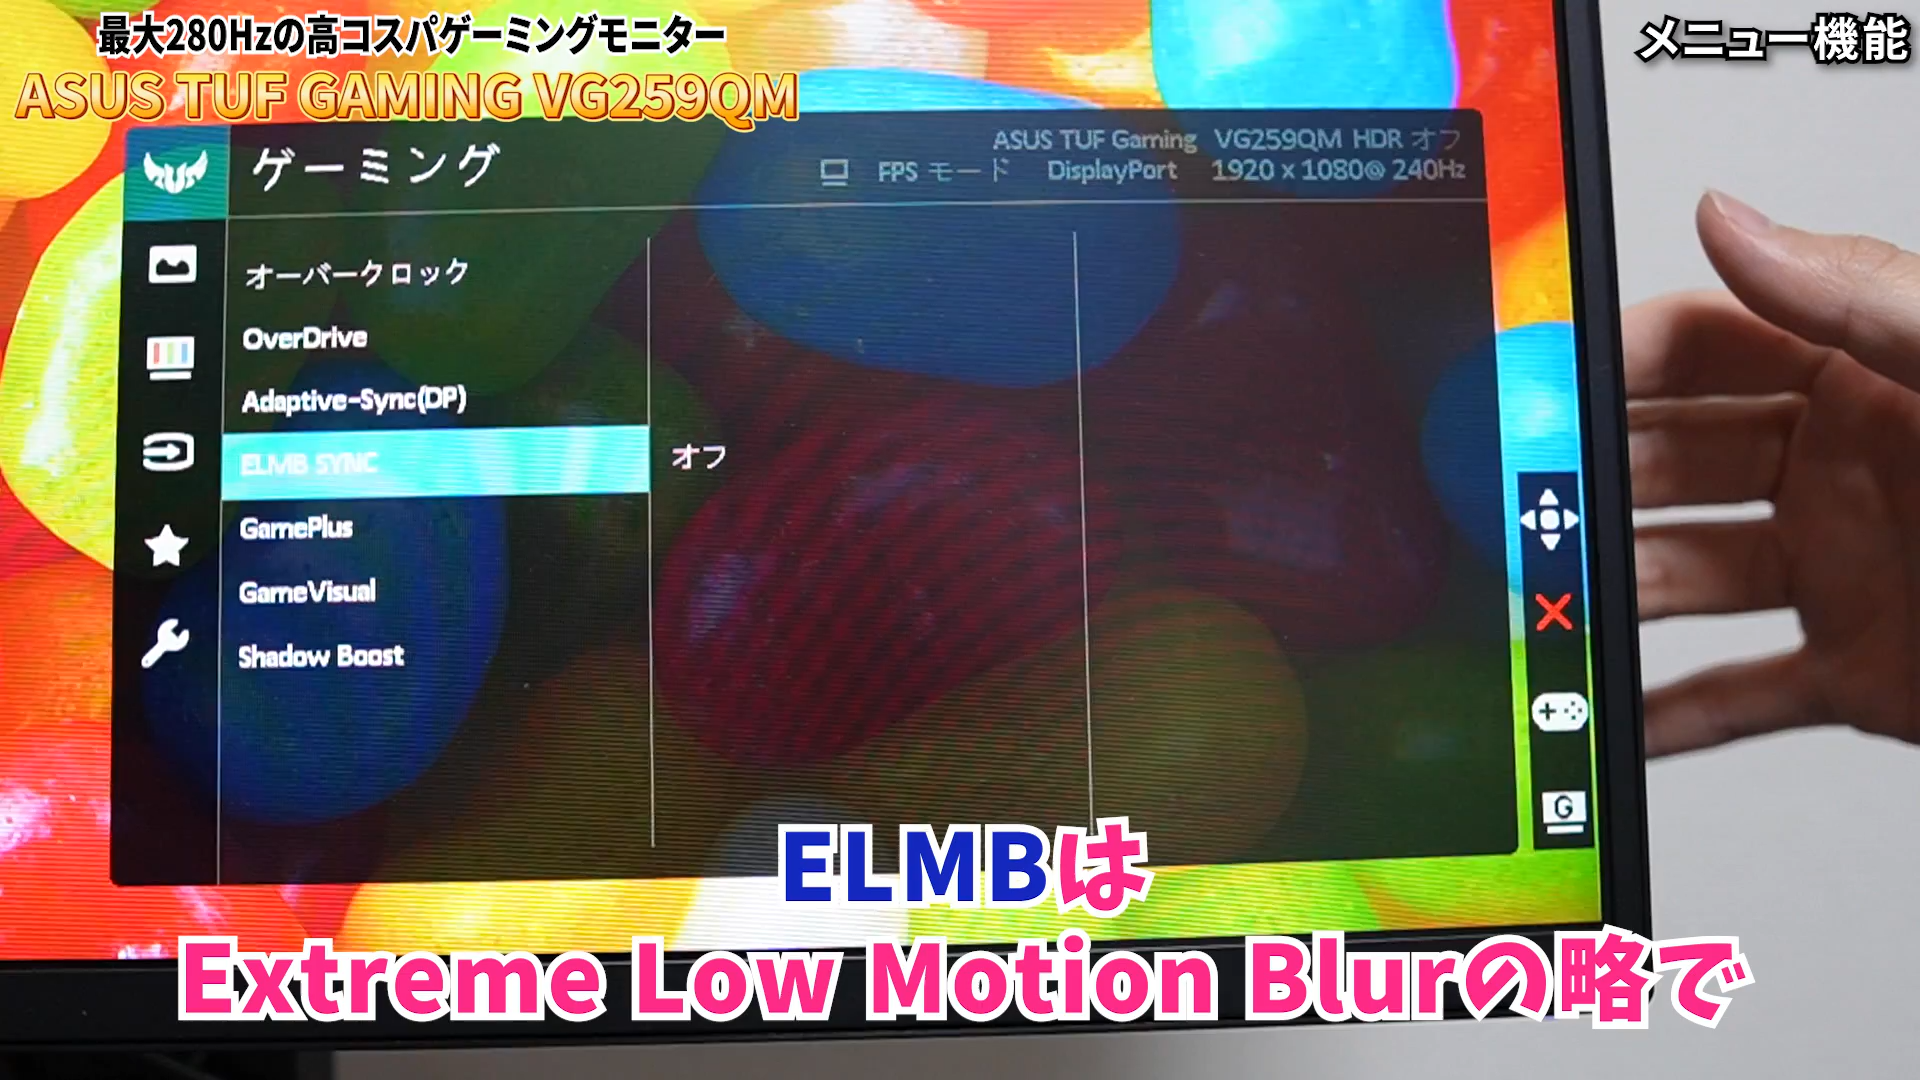 最大280Hzの高コスパゲーミングモニター
メニュー機能
ASUS TUF GAMING VG259QM
ゲーミング
ASUS TUF Gaming VG259QM HDR オフ
FPS モード DisplayPort 1920 x 1080@ 240Hz
オーバークロック
OverDrive
Adaptive-Sync(DP)
ELMB SYNC
オフ
GamePlus
GameVisual
Shadow Boost
G
ELMBは
Extreme Low Motion Blurの略で